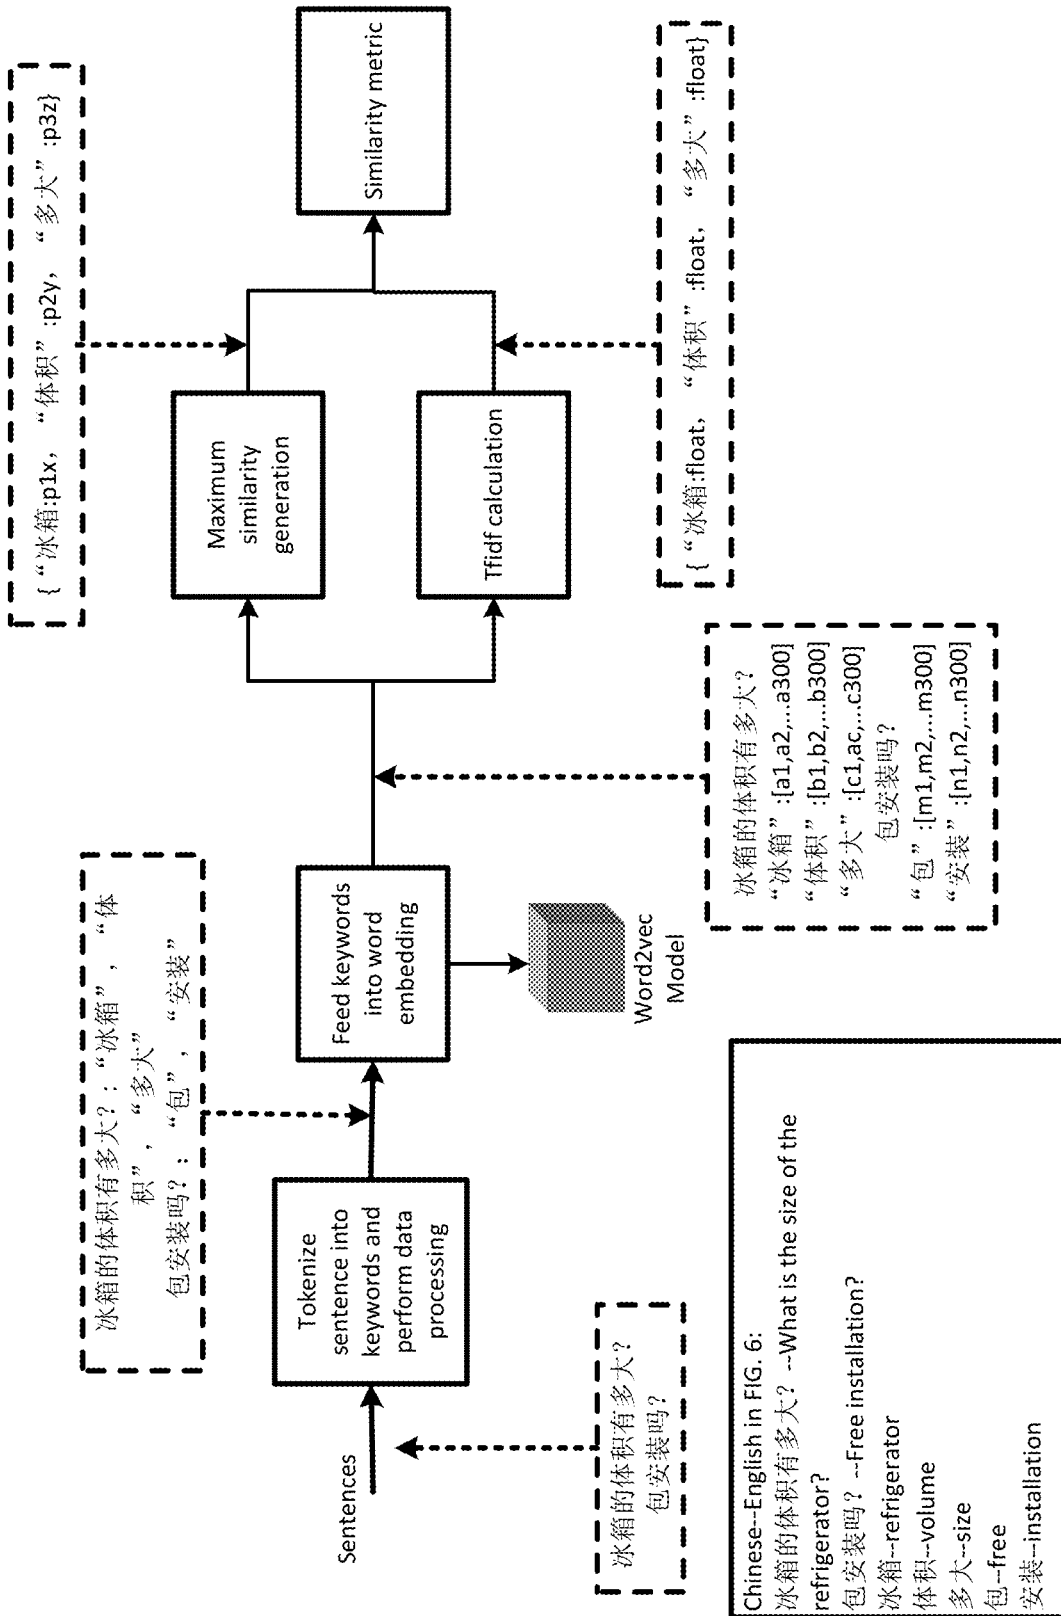 Sentences
冰箱的体积有多大？
包安装吗？
Tokenize
sentence into
keywords and
perform data
processing
冰箱的体积有多大？：“冰箱”，“体
积”，“多大”
包安装吗？：“包”，“安装”
Feed keywords
into word
embedding
Word2vec
Model
冰箱的体积有多大？
“冰箱”:[a1,a2,...a300]
“体积”:[b1,b2,...b300]
“多大”:[c1,ac,...c300]
包安装吗？
“包”:[m1,m2,...m300]
“安装”:[n1,n2,...n300]
Maximum
similarity
generation
{“冰箱:p1x, “体积”:p2y, “多大”:p3z}
Tfidf calculation
{“冰箱:float, “体积”:float, “多大”:float}
Similarity metric
Chinese--English in FIG. 6:
冰箱的体积有多大？--What is the size of the
refrigerator?
包安装吗？--Free installation?
冰箱--refrigerator
体积--volume
多大--size
包--free
安装--installation